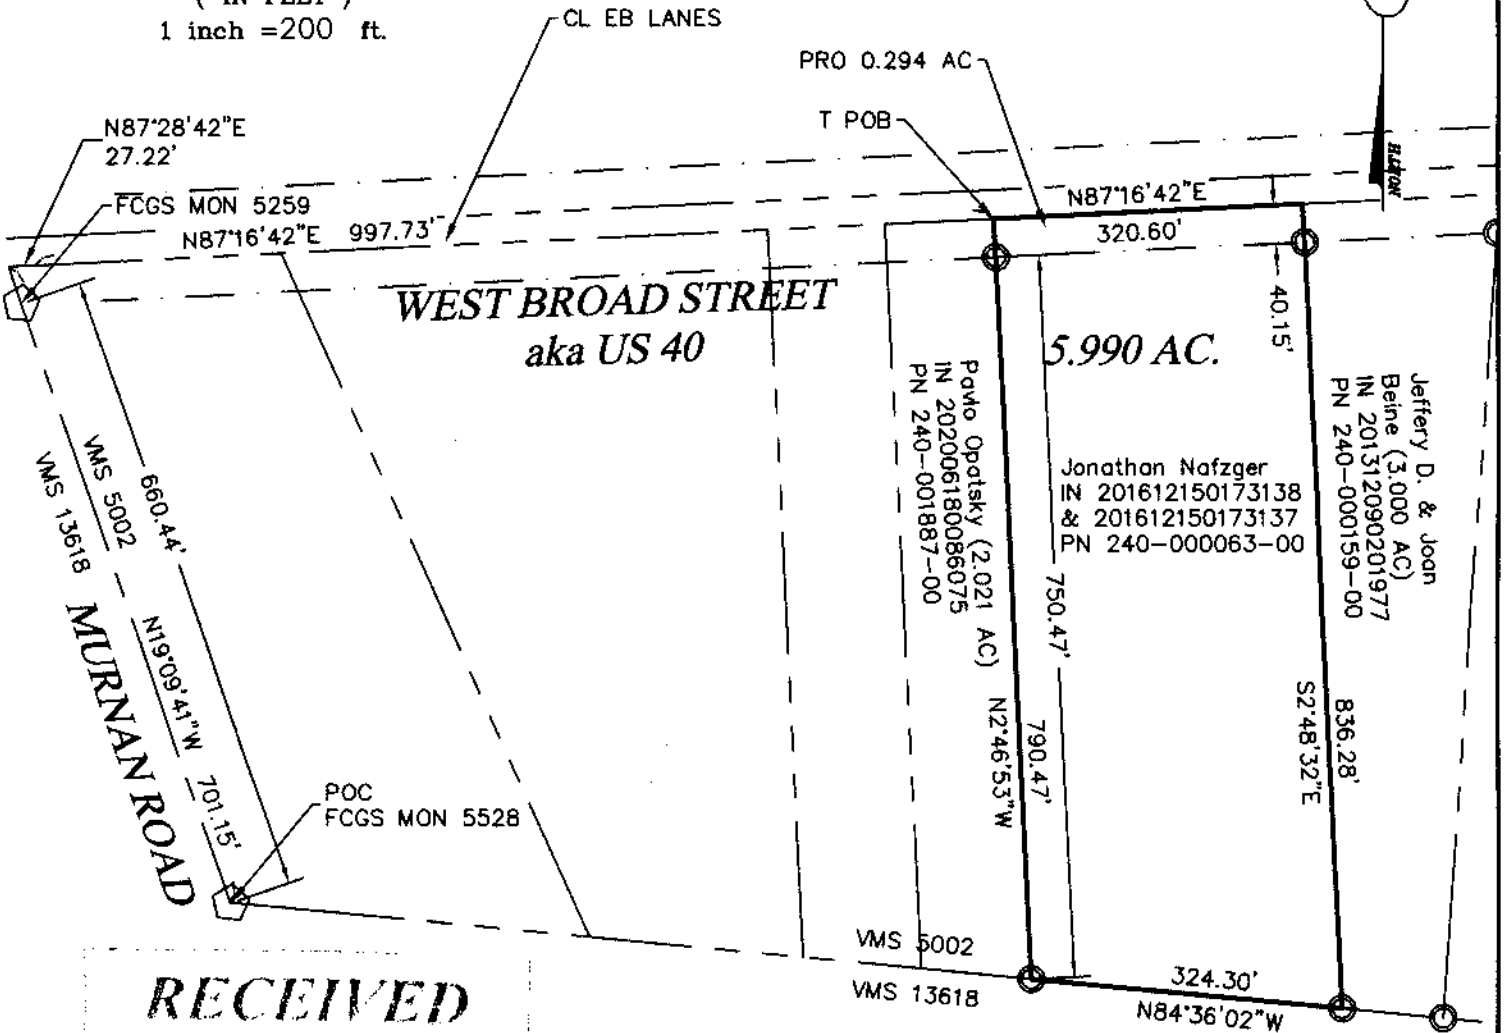 ( IN FEET )
1 inch =200 ft.
CL EB LANES
PRO 0.294 AC
T POB
N87°28'42"E
27.22'
FCGS MON 5259
N87°16'42"E 997.73'
N87°16'42"E
320.60'
NORTH
WEST BROAD STREET
aka US 40
5.990 AC.
40.15'
Jeffery D. & Joan
Beine (3.000 AC)
IN 201312090201977
PN 240-000159-00
Pavlo Opatsky (2.021 AC)
IN 202006180086075
PN 240-001887-00
Jonathan Nafzger
IN 201612150173138
& 201612150173137
PN 240-000063-00
660.44'
VMS 5002
VMS 13618
N19°09'41"W 701.15'
MURNAN ROAD
750.47'
790.47'
N2°46'53"W
836.28'
S2°48'32"E
POC
FCGS MON 5528
VMS 5002
VMS 13618
324.30'
N84°36'02"W
RECEIVED